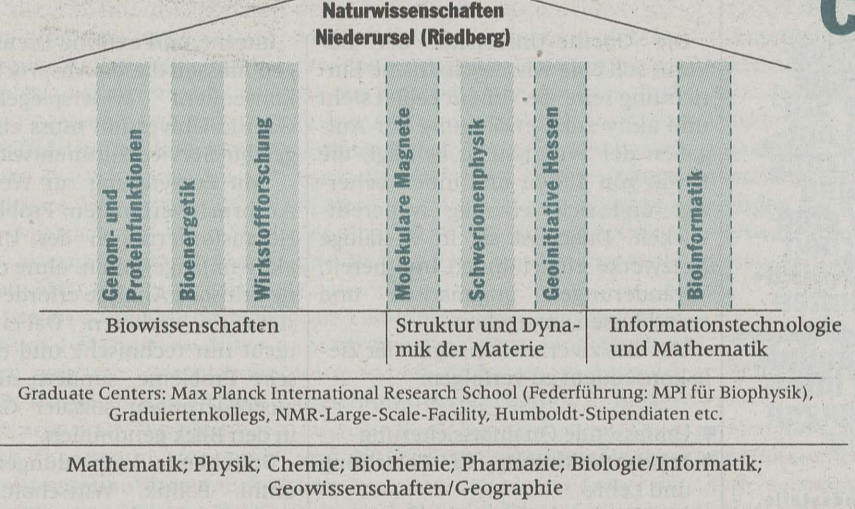 Naturwissenschaften
Niederursel (Riedberg)
Genom und
Proteinfunktionen
Bioenergetik
Wirkstoffforschung
Molekulare Magnete
Schwerionenphysik
Geoinitiative Hessen
Bioinformatik
Biowissenschaften
Struktur und Dyna-
mik der Materie
Informationstechnologie
und Mathematik
Graduate Centers: Max Planck International Research School (Federführung: MPI für Biophysik),
Graduiertenkollegs, NMR-Large-Scale-Facility, Humboldt-Stipendiaten etc.
Mathematik; Physik; Chemie; Biochemie; Pharmazie; Biologie/Informatik;
Geowissenschaften/Geographie